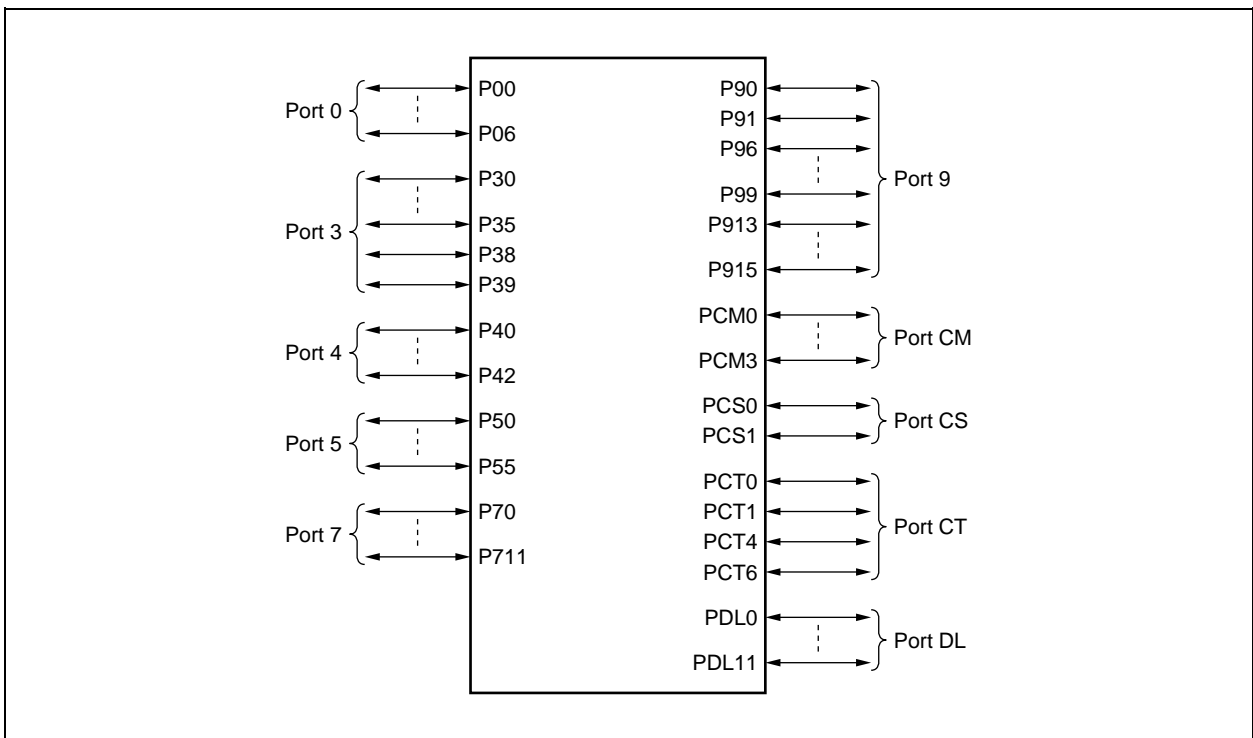 Port 0
P00
P06
Port 3
P30
P35
P38
P39
Port 4
P40
P42
Port 5
P50
P55
Port 7
P70
P711
P90
P91
P96
P99
P913
P915
Port 9
PCM0
PCM3
Port CM
PCS0
PCS1
Port CS
PCT0
PCT1
PCT4
PCT6
Port CT
PDL0
PDL11
Port DL